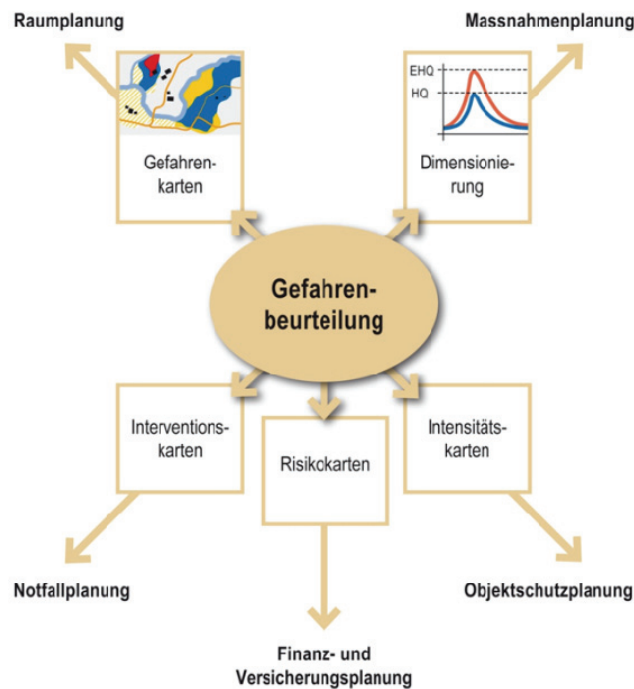 Raumplanung
Massnahmenplanung
EHQ
HQ
Gefahren-
karten
Dimensionie-
rung
Gefahren-
beurteilung
Interventions-
karten
Risikokarten
Intensitäts-
karten
Notfallplanung
Objektschutzplanung
Finanz- und
Versicherungsplanung